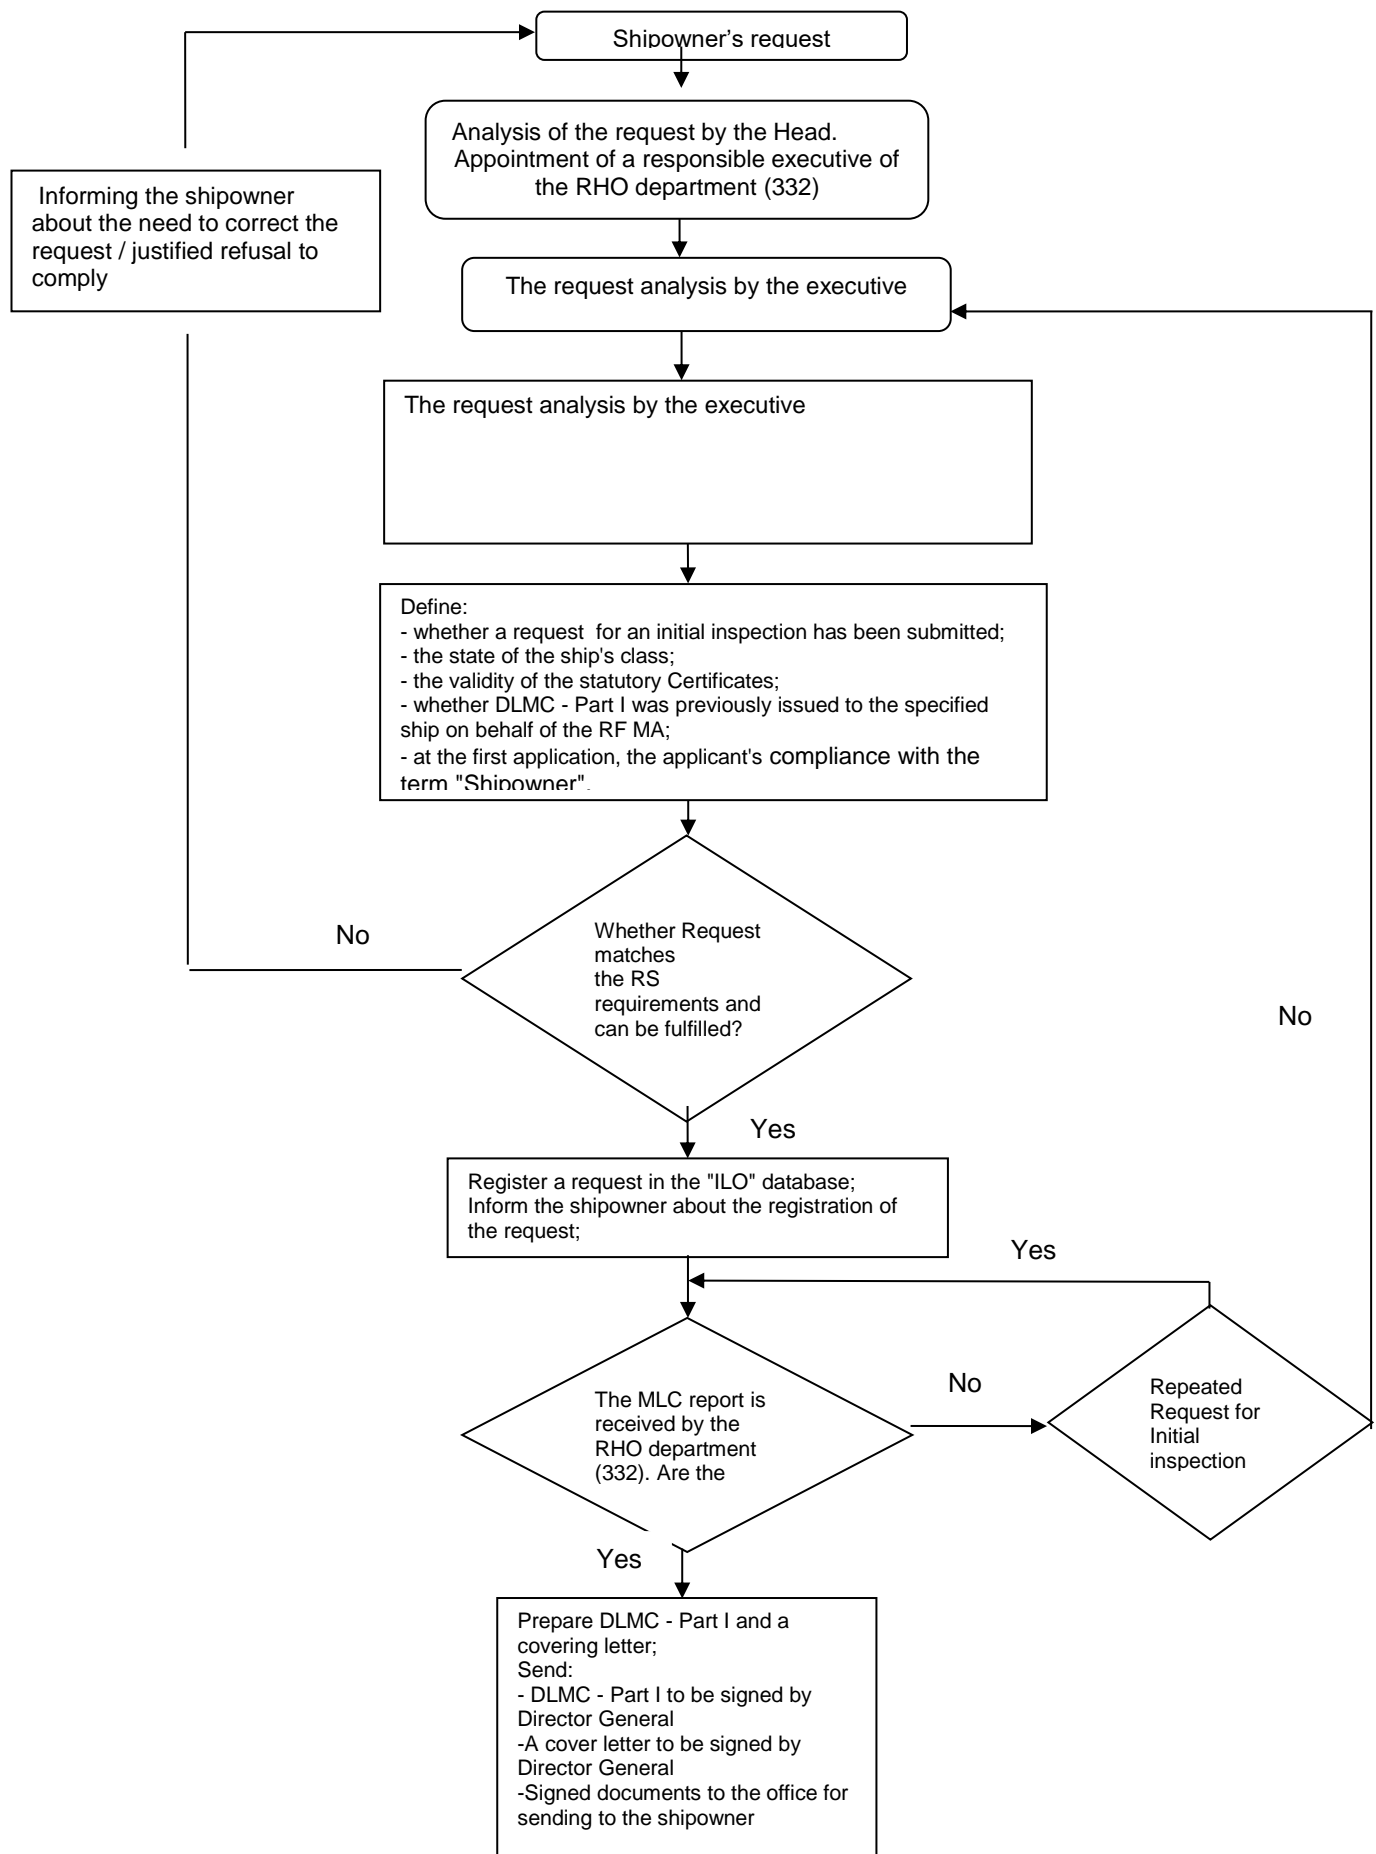 Shipowner's request
Analysis of the request by the Head.
Appointment of a responsible executive of
the RHO department (332)
Informing the shipowner
about the need to correct the
request / justified refusal to
comply
The request analysis by the executive
The request analysis by the executive
Define:
- whether a request for an initial inspection has been submitted;
- the state of the ship's class;
- the validity of the statutory Certificates;
- whether DLMC - Part I was previously issued to the specified
ship on behalf of the RF MA;
- at the first application, the applicant's compliance with the
term "Shipowner".
No
Whether Request
matches
the RS
requirements and
can be fulfilled?
No
Yes
Register a request in the "ILO" database;
Inform the shipowner about the registration of
the request;
Yes
The MLC report is
received by the
RHO department
(332). Are the
No
Repeated
Request for
Initial
inspection
Yes
Prepare DLMC - Part I and a
covering letter;
Send:
- DLMC - Part I to be signed by
Director General
-A cover letter to be signed by
Director General
-Signed documents to the office for
sending to the shipowner